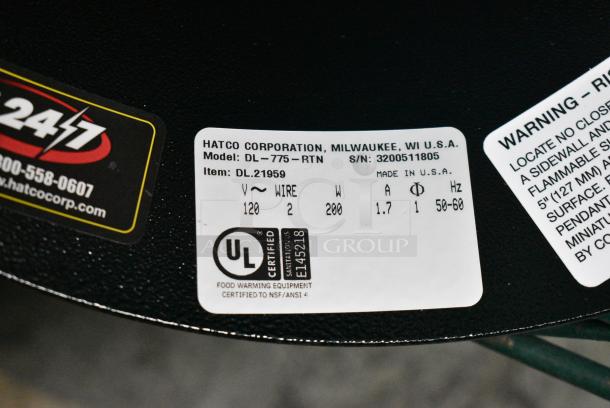 24/7
800-558-0607
www.hatcocorp.com
HATCO CORPORATION, MILWAUKEE, WI U.S.A.
Model: DL-775-RTN S/N: 3200511805
Item: DL.21959 MADE IN U.S.A.
V ~ WIRE W A Φ Hz
120 2 200 1.7 1 50-60
GROUP
UL ®
CERTIFIED
SANITATION US
E145218
FOOD WARMING EQUIPMENT
CERTIFIED TO NSF/ANSI 4
WARNING -
LOCATE NO CLOSE
A SIDEWALL AND
FLAMMABLE
5" (127 MM)
SURFACE.
PENDANT
MINIAT
BY CO